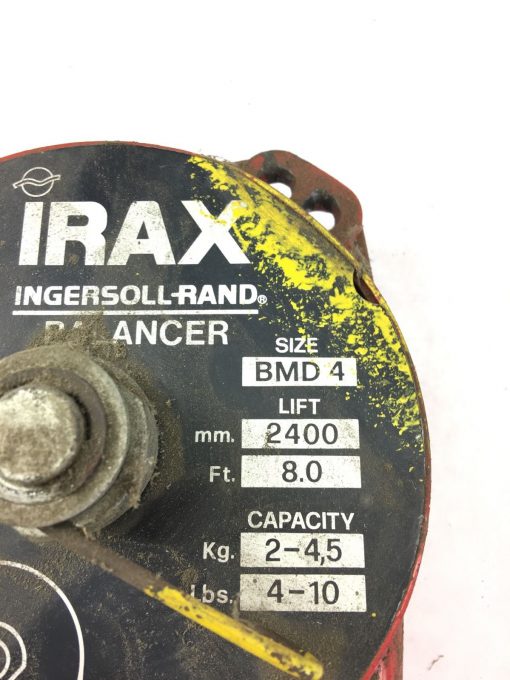 IRAX
INGERSOLL-RAND®
BALANCER
SIZE
BMD 4
LIFT
mm. 2400
Ft. 8.0
CAPACITY
Kg. 2-4,5
Lbs. 4-10